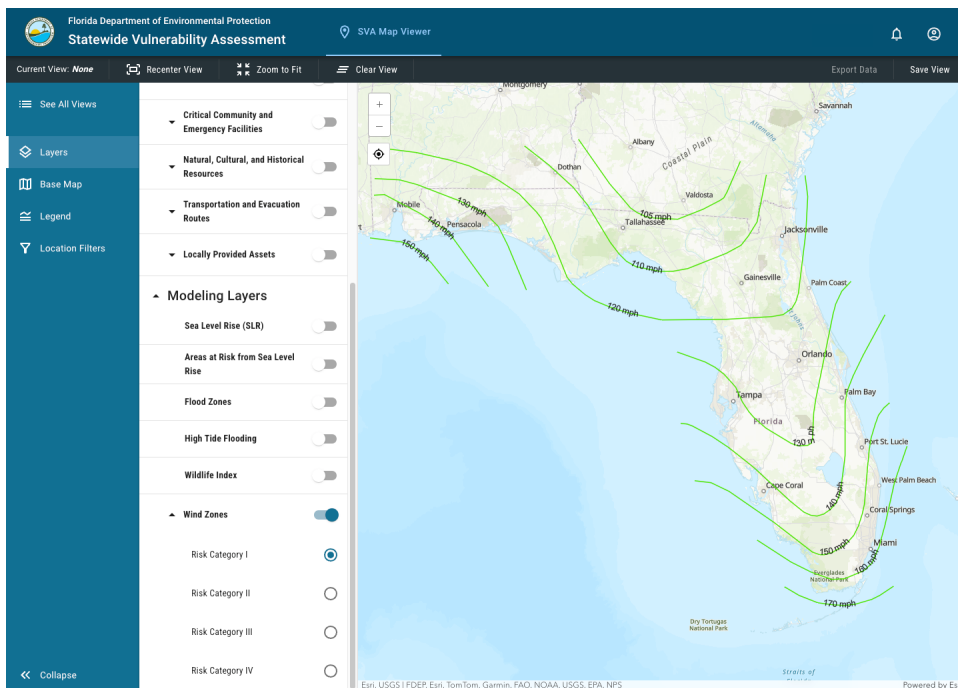 Florida Department of Environmental Protection
Statewide Vulnerability Assessment
SVA Map Viewer
Current View: None
Recenter View
Zoom to Fit
Clear View
Export Data
Save View
See All Views
Layers
Base Map
Legend
Location Filters
Collapse
Critical Community and
Emergency Facilities
Natural, Cultural, and Historical
Resources
Transportation and Evacuation
Routes
Locally Provided Assets
Modeling Layers
Sea Level Rise (SLR)
Areas at Risk from Sea Level
Rise
Flood Zones
High Tide Flooding
Wildlife Index
Wind Zones
Risk Category I
Risk Category II
Risk Category III
Risk Category IV
+
−
Montgomery
Savannah
Altamaha
Albany
Coastal Plain
Dothan
Valdosta
130 mph
Mobile
140 mph
Pensacola
105 mph
Tallahassee
t
150 mph
Jacksonville
110 mph
Gainesville
Palm Coast
120 mph
St Johns
Orlando
Tampa
Palm Bay
Florida
130 mph
Port St. Lucie
Cape Coral
West Palm Beach
140 mph
Coral Springs
150 mph
Miami
160 mph
Everglades
National Park
170 mph
Dry Tortugas
National Park
Straits of
Esri, USGS | FDEP, Esri, TomTom, Garmin, FAO, NOAA, USGS, EPA, NPS
Powered by Es